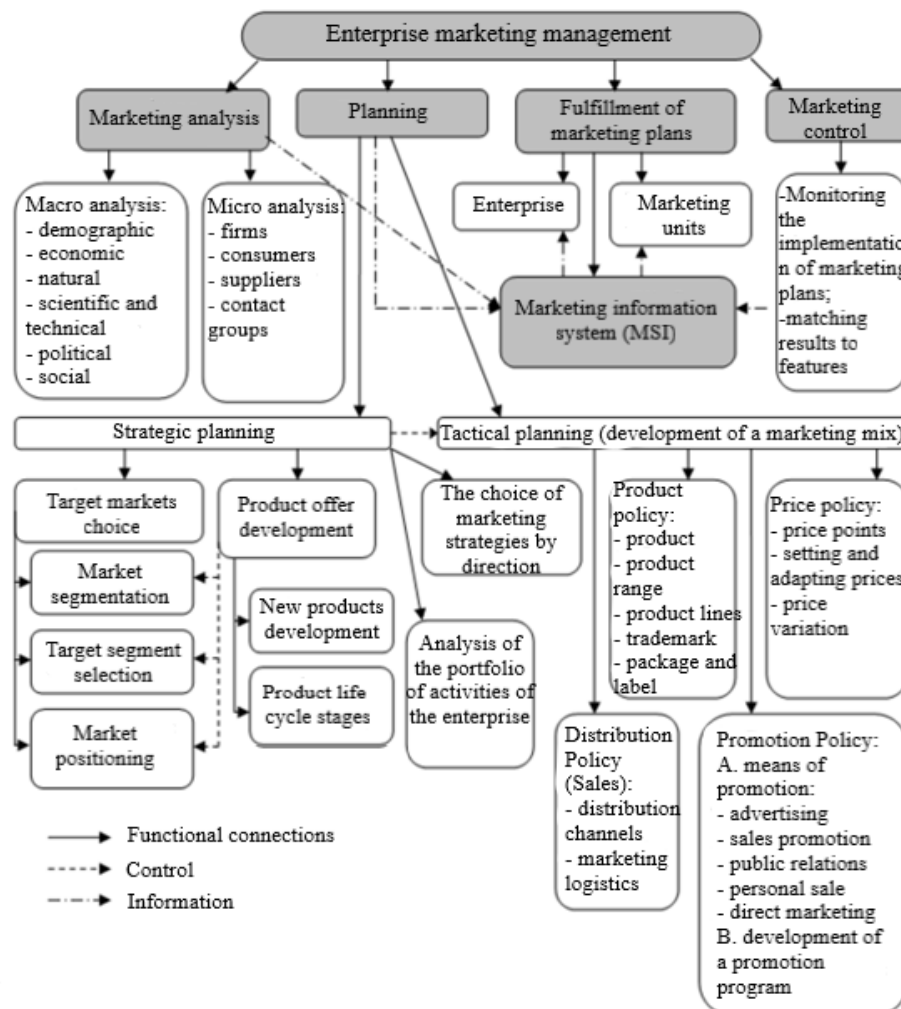 Enterprise marketing management
Marketing analysis
Planning
Fulfillment of
marketing plans
Marketing
control
Macro analysis:
- demographic
- economic
- natural
- scientific and
technical
- political
- social
Micro analysis:
- firms
- consumers
- suppliers
- contact
groups
Enterprise
Marketing
units
-Monitoring
the
implementatio
n of marketing
plans;
-matching
results to
features
Marketing information
system (MSI)
Strategic planning
Tactical planning (development of a marketing mix)
Target markets
choice
Market
segmentation
Target segment
selection
Market
positioning
Product offer
development
New products
development
Product life
cycle stages
The choice of
marketing
strategies by
direction
Analysis of
the portfolio
of activities of
the enterprise
Product
policy:
- product
- product
range
- product lines
- trademark
- package and
label
Price policy:
- price points
- setting and
adapting prices
- price
variation
Distribution
Policy
(Sales):
- distribution
channels
- marketing
logistics
Promotion Policy:
A. means of
promotion:
- advertising
- sales promotion
- public relations
- personal sale
- direct marketing
B. development of
a promotion
program
Functional connections
Control
Information